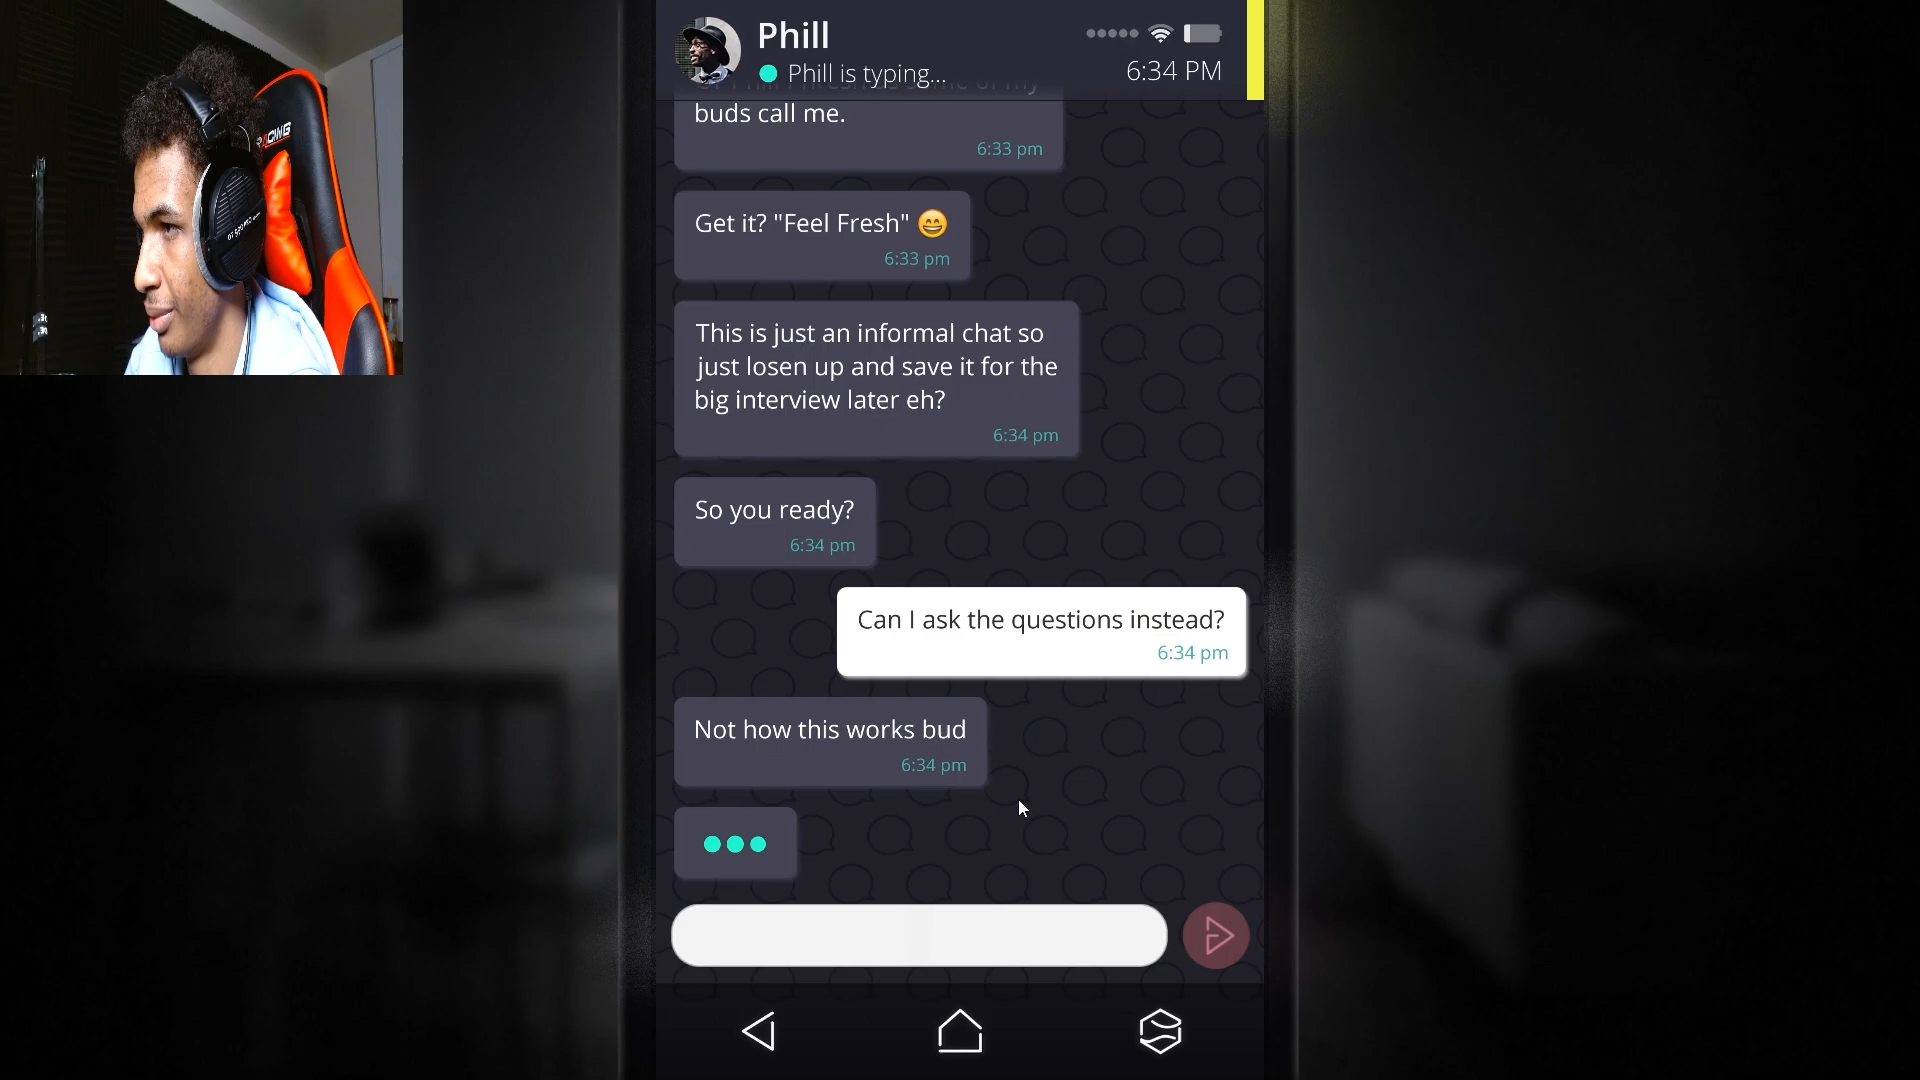 Phill
Phill is typing...
6:34 PM
buds call me.
6:33 pm
Get it? "Feel Fresh" 😄
6:33 pm
This is just an informal chat so
just losen up and save it for the
big interview later eh?
6:34 pm
So you ready?
6:34 pm
Can I ask the questions instead?
6:34 pm
Not how this works bud
6:34 pm